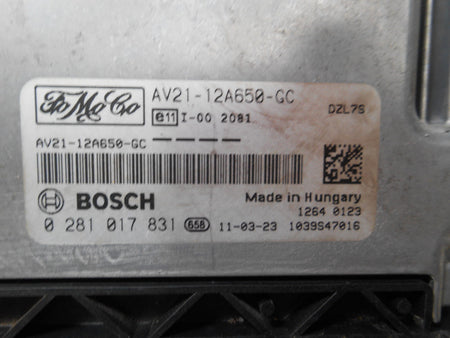 FoMoCo AV21-12A650-GC
e11 I-00 2081 DZL7S
AV21-12A650-GC — — — —
BOSCH Made in Hungary
1264 0123
0 281 017 831 658 11-03-23 1039S47016